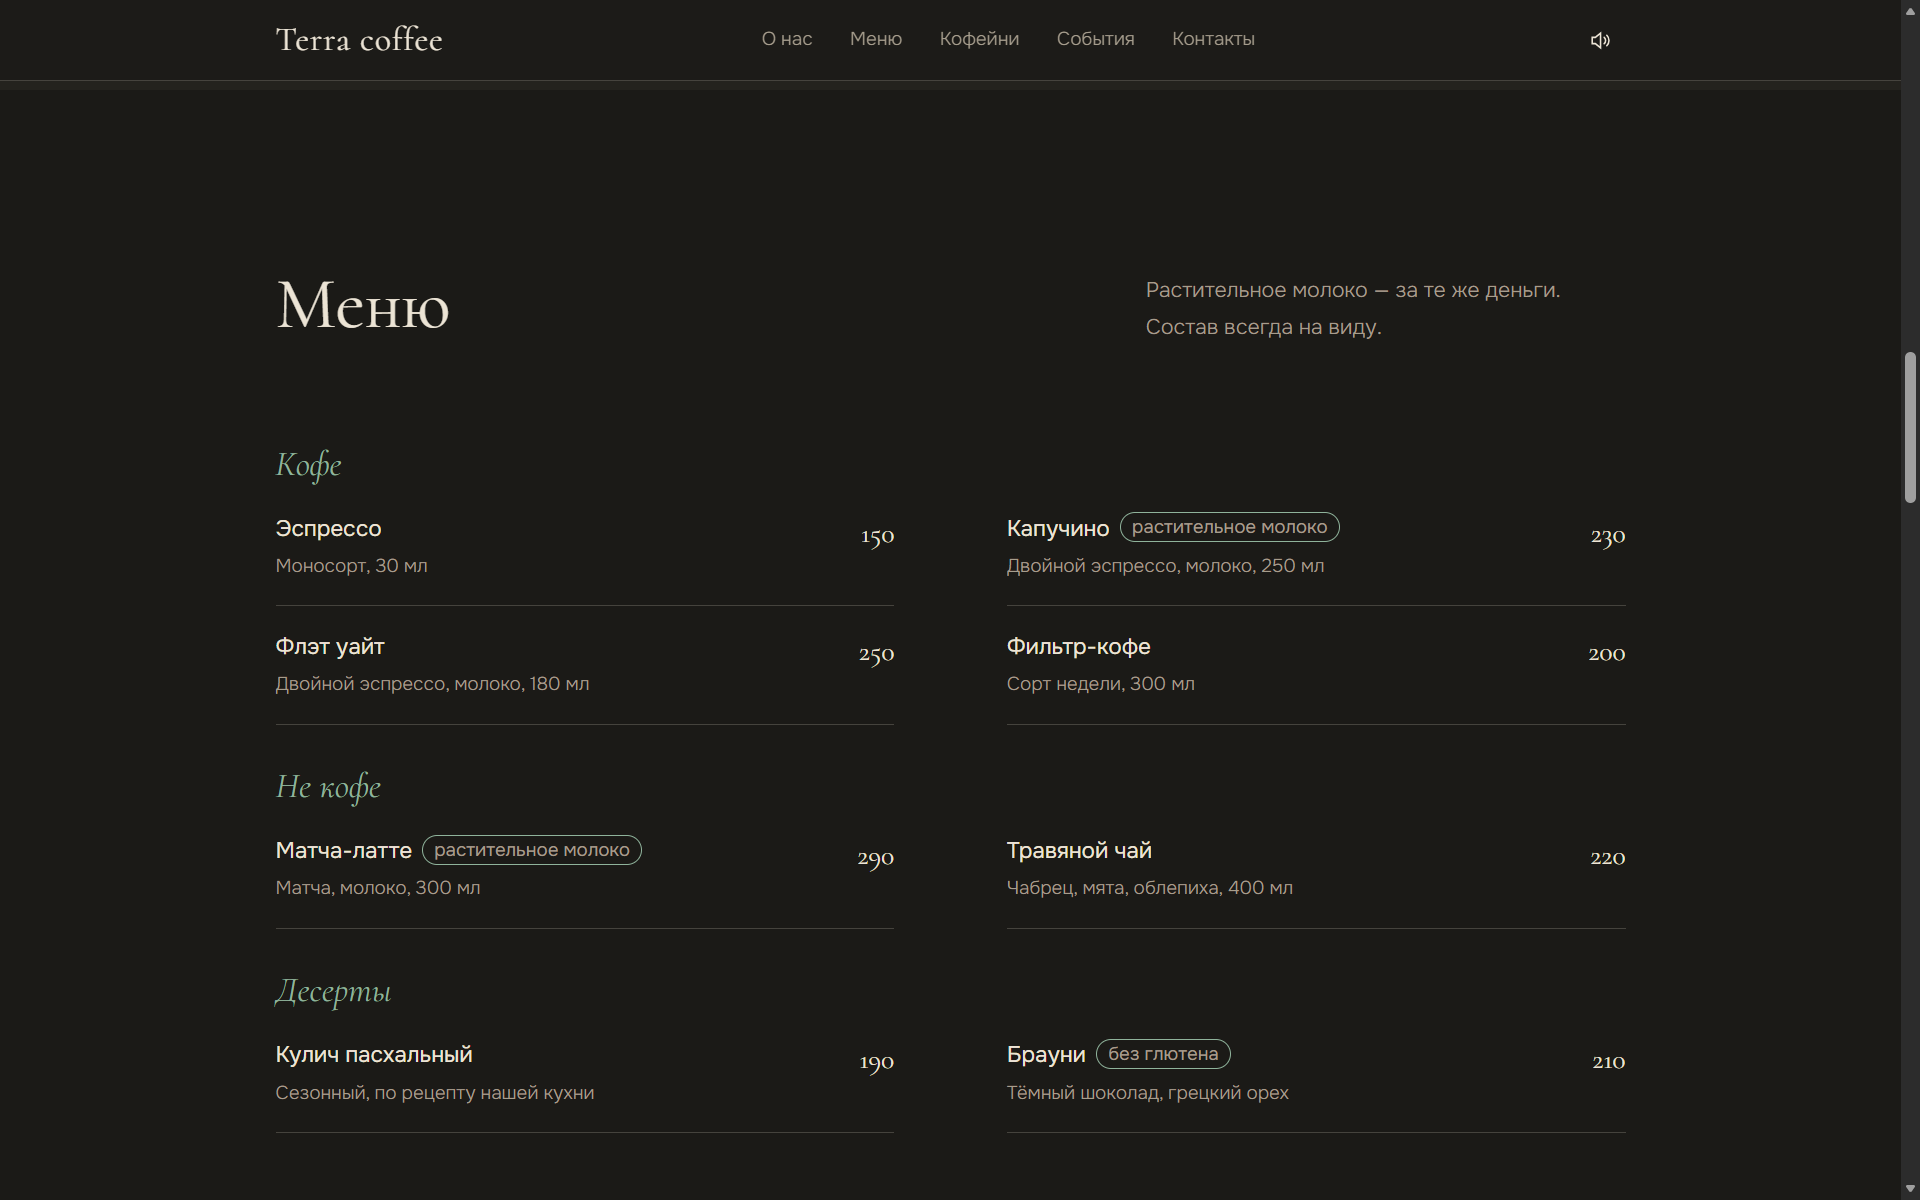 Terra coffee
О нас
Меню
Кофейни
События
Контакты
Меню
Растительное молоко — за те же деньги.
Состав всегда на виду.
Кофе
Эспрессо
150
Моносорт, 30 мл
Капучино
растительное молоко
230
Двойной эспрессо, молоко, 250 мл
Флэт уайт
250
Двойной эспрессо, молоко, 180 мл
Фильтр-кофе
200
Сорт недели, 300 мл
Не кофе
Матча-латте
растительное молоко
290
Матча, молоко, 300 мл
Травяной чай
220
Чабрец, мята, облепиха, 400 мл
Десерты
Кулич пасхальный
190
Сезонный, по рецепту нашей кухни
Брауни
без глютена
210
Тёмный шоколад, грецкий орех